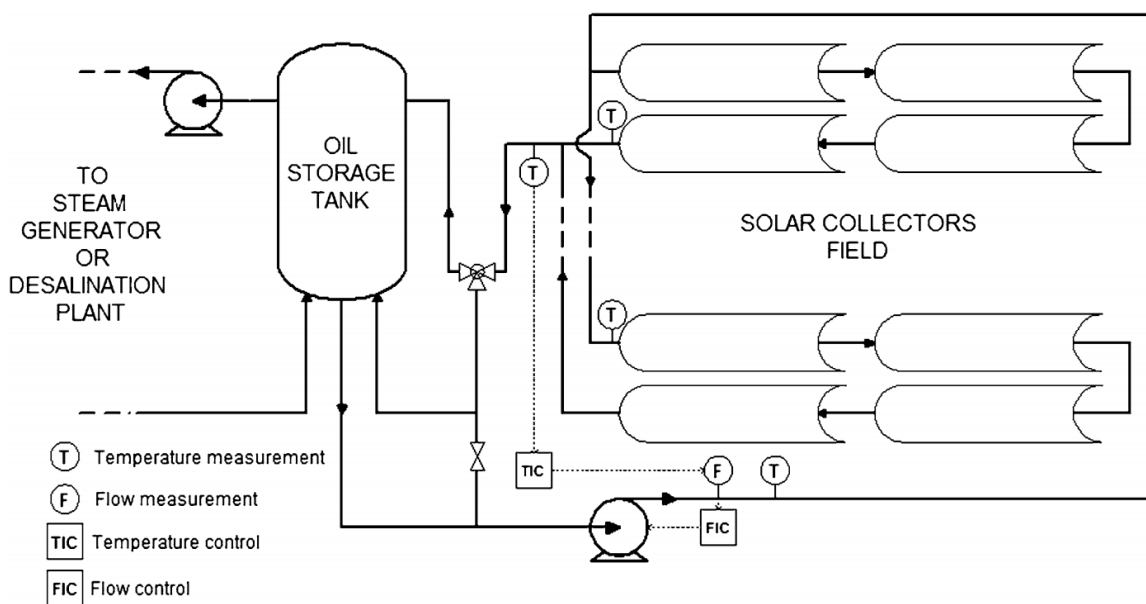 OIL
STORAGE
TANK
TO
STEAM
GENERATOR
OR
DESALINATION
PLANT
T
T
SOLAR COLLECTORS
FIELD
T
TIC
F
T
FIC
T Temperature measurement
F Flow measurement
TIC Temperature control
FIC Flow control